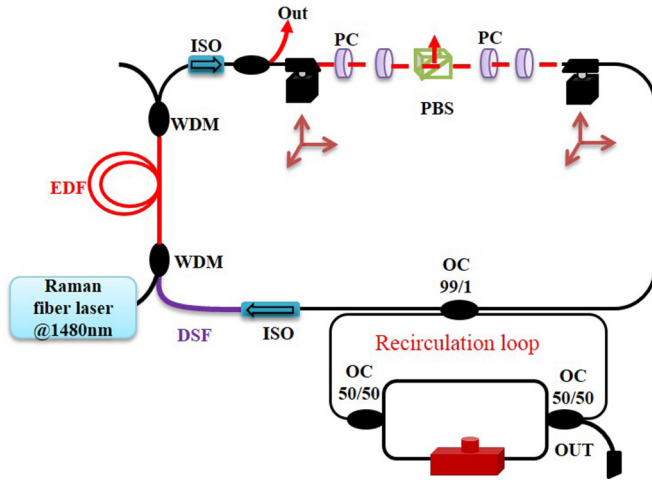 Out
ISO
PC
PC
PBS
WDM
EDF
WDM
Raman
fiber laser
@1480nm
DSF
ISO
OC
99/1
Recirculation loop
OC
50/50
OC
50/50
OUT